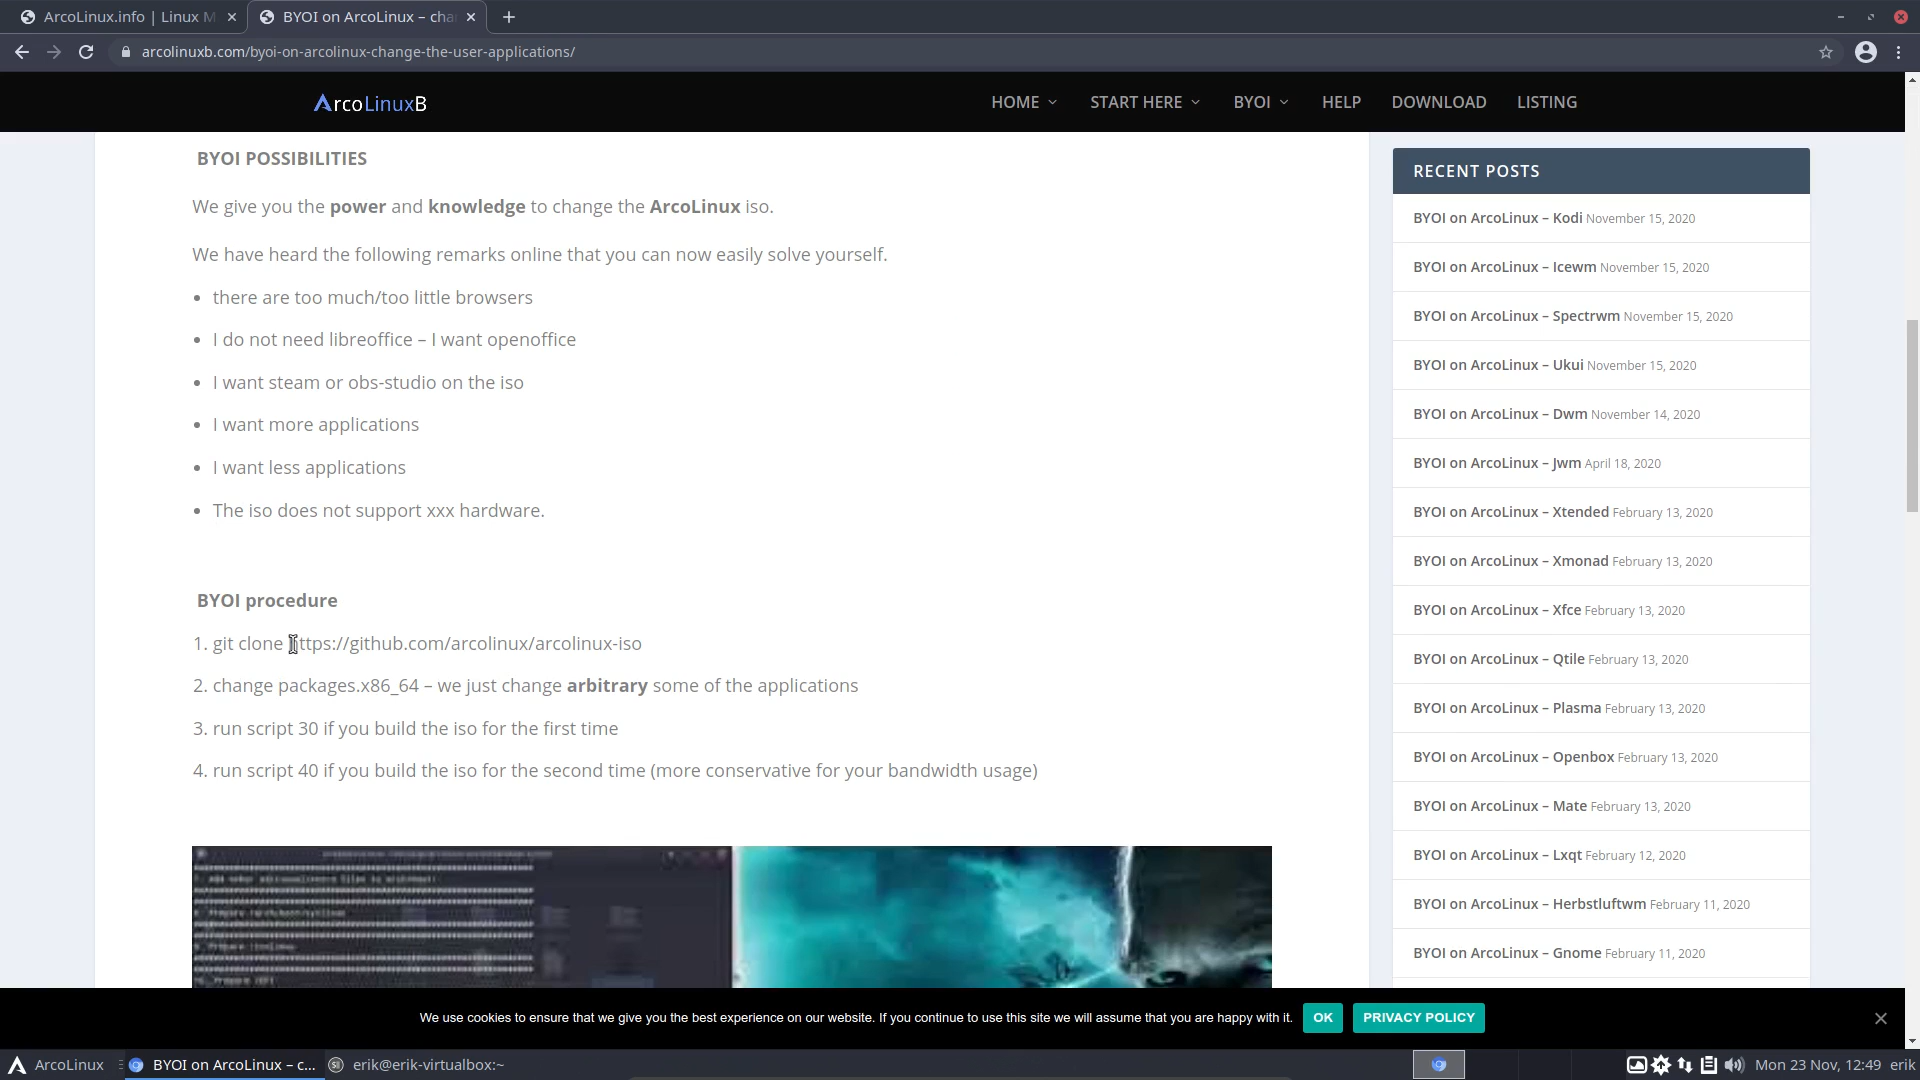 ArcoLinux.info | Linux M
BYOI on ArcoLinux – cha
arcolinuxb.com/byoi-on-arcolinux-change-the-user-applications/
ArcoLinuxB
HOME
START HERE
BYOI
HELP
DOWNLOAD
LISTING
BYOI POSSIBILITIES
We give you the power and knowledge to change the ArcoLinux iso.
We have heard the following remarks online that you can now easily solve yourself.
• there are too much/too little browsers
• I do not need libreoffice – I want openoffice
• I want steam or obs-studio on the iso
• I want more applications
• I want less applications
• The iso does not support xxx hardware.
BYOI procedure
1. git clone https://github.com/arcolinux/arcolinux-iso
2. change packages.x86_64 – we just change arbitrary some of the applications
3. run script 30 if you build the iso for the first time
4. run script 40 if you build the iso for the second time (more conservative for your bandwidth usage)
RECENT POSTS
BYOI on ArcoLinux – Kodi November 15, 2020
BYOI on ArcoLinux – Icewm November 15, 2020
BYOI on ArcoLinux – Spectrwm November 15, 2020
BYOI on ArcoLinux – Ukui November 15, 2020
BYOI on ArcoLinux – Dwm November 14, 2020
BYOI on ArcoLinux – Jwm April 18, 2020
BYOI on ArcoLinux – Xtended February 13, 2020
BYOI on ArcoLinux – Xmonad February 13, 2020
BYOI on ArcoLinux – Xfce February 13, 2020
BYOI on ArcoLinux – Qtile February 13, 2020
BYOI on ArcoLinux – Plasma February 13, 2020
BYOI on ArcoLinux – Openbox February 13, 2020
BYOI on ArcoLinux – Mate February 13, 2020
BYOI on ArcoLinux – Lxqt February 12, 2020
BYOI on ArcoLinux – Herbstluftwm February 11, 2020
BYOI on ArcoLinux – Gnome February 11, 2020
We use cookies to ensure that we give you the best experience on our website. If you continue to use this site we will assume that you are happy with it.
OK
PRIVACY POLICY
ArcoLinux
BYOI on ArcoLinux – c...
erik@erik-virtualbox:~
Mon 23 Nov, 12:49
erik